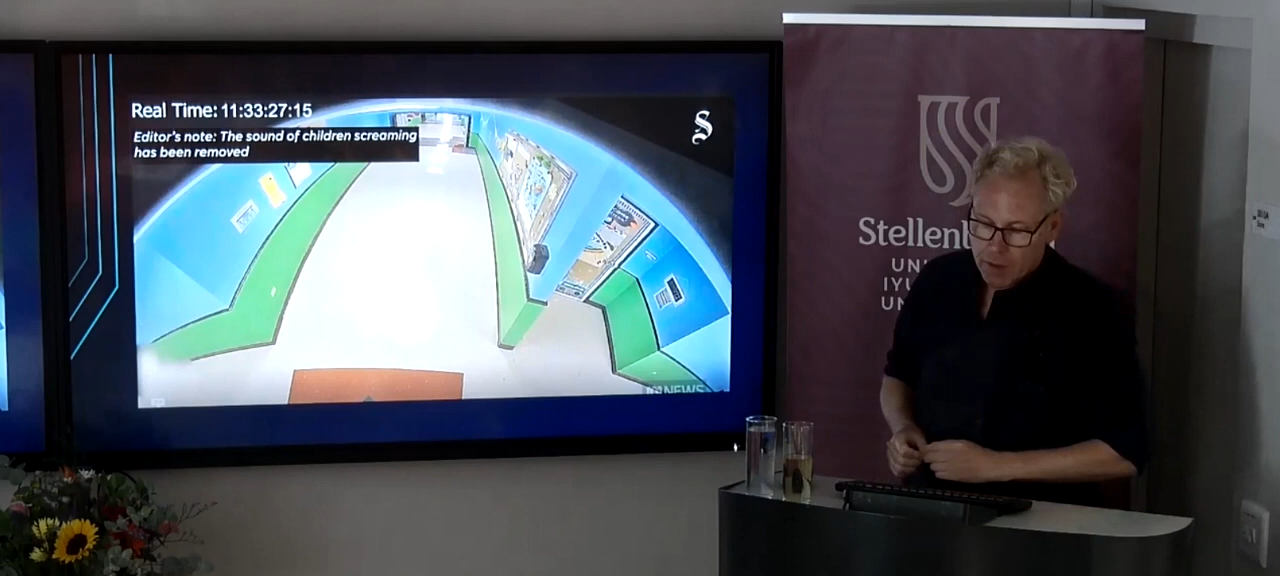 Real Time: 11:33:27:15
Editor's note: The sound of children screaming
has been removed
NEWS
Stellenb
UN
IYU
UN